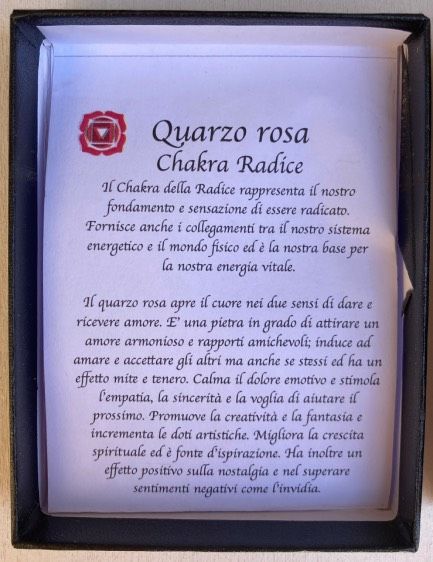 Quarzo rosa
Chakra Radice
Il Chakra della Radice rappresenta il nostro
fondamento e sensazione di essere radicato.
Fornisce anche i collegamenti tra il nostro sistema
energetico e il mondo fisico ed è la nostra base per
la nostra energia vitale.
Il quarzo rosa apre il cuore nei due sensi di dare e
ricevere amore. E' una pietra in grado di attirare un
amore armonioso e rapporti amichevoli; induce ad
amare e accettare gli altri ma anche se stessi ed ha un
effetto mite e tenero. Calma il dolore emotivo e stimola
l'empatia, la sincerità e la voglia di aiutare il
prossimo. Promuove la creatività e la fantasia e
incrementa le doti artistiche. Migliora la crescita
spirituale ed è fonte d'ispirazione. Ha inoltre un
effetto positivo sulla nostalgia e nel superare
sentimenti negativi come l'invidia.